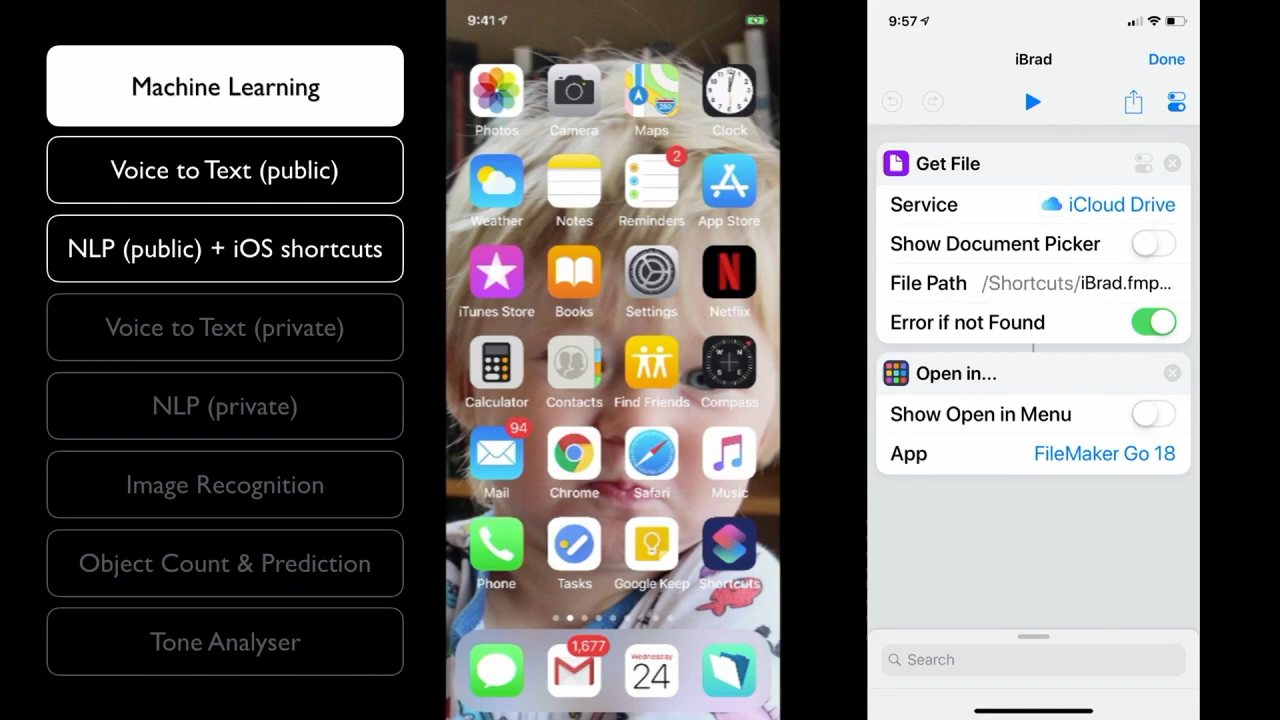 Machine Learning
Voice to Text (public)
NLP (public) + iOS shortcuts
Voice to Text (private)
NLP (private)
Image Recognition
Object Count & Prediction
Tone Analyser
9:41
Photos Camera Maps Clock
280
2
Weather Notes Reminders App Store
N
iTunes Store Books Settings Netflix
Calculator Contacts Find Friends Compass
94
Mail Chrome Safari Music
Phone Tasks Google Keep Shortcuts
1,677
Wednesday
24
9:57
iBrad
Done
Get File
Service iCloud Drive
Show Document Picker
File Path /Shortcuts/iBrad.fmp...
Error if not Found
Open in...
Show Open in Menu
App FileMaker Go 18
Search